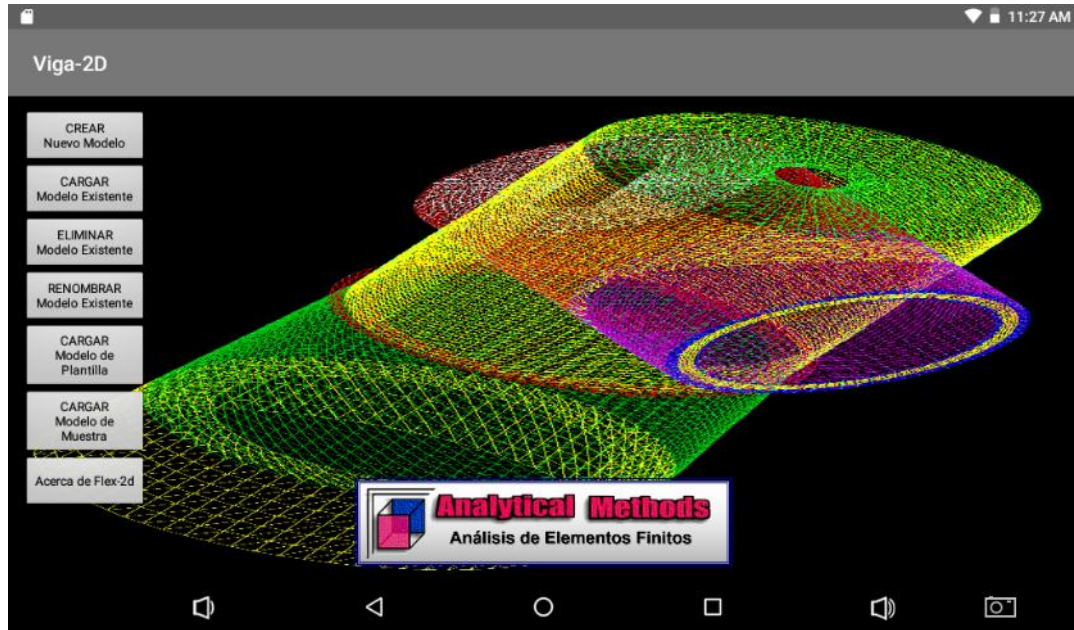 11:27 AM
Viga-2D
CREAR
Nuevo Modelo
CARGAR
Modelo Existente
ELIMINAR
Modelo Existente
RENOMBRAR
Modelo Existente
CARGAR
Modelo de
Plantilla
CARGAR
Modelo de
Muestra
Acerca de Flex-2d
Analytical Methods
Análisis de Elementos Finitos